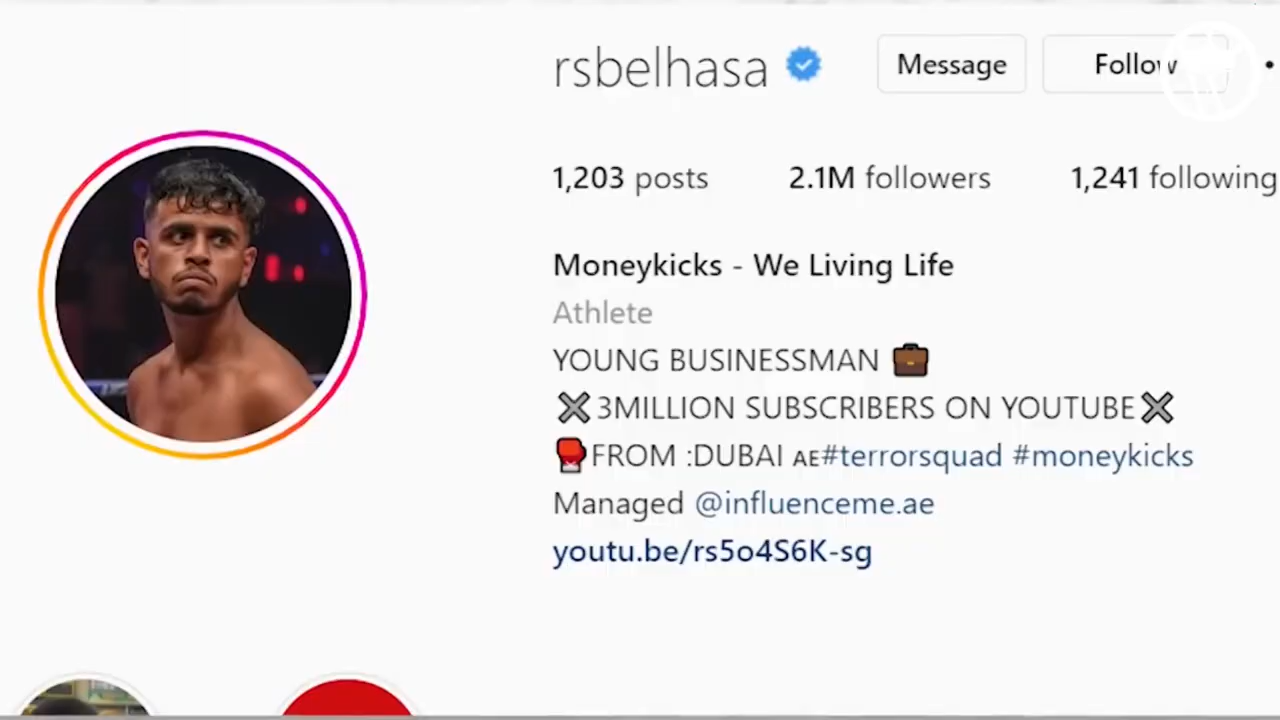 rsbelhasa Message Follow
1,203 posts 2.1M followers 1,241 following
Moneykicks - We Living Life
Athlete
YOUNG BUSINESSMAN
3MILLION SUBSCRIBERS ON YOUTUBE
FROM :DUBAI AE#terrorsquad #moneykicks
Managed @influenceme.ae
youtu.be/rs5o4S6K-sg